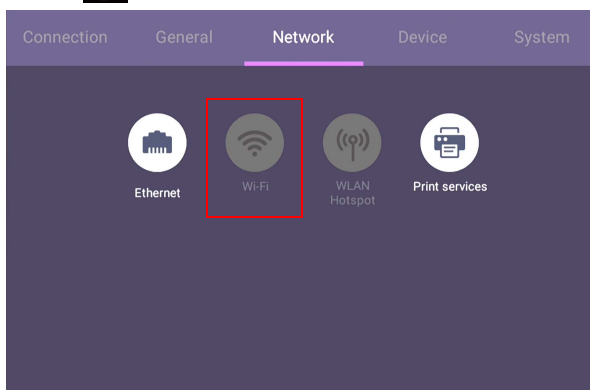 Connection General Network Device System
Ethernet Wi-Fi WLAN Print services
Hotspot